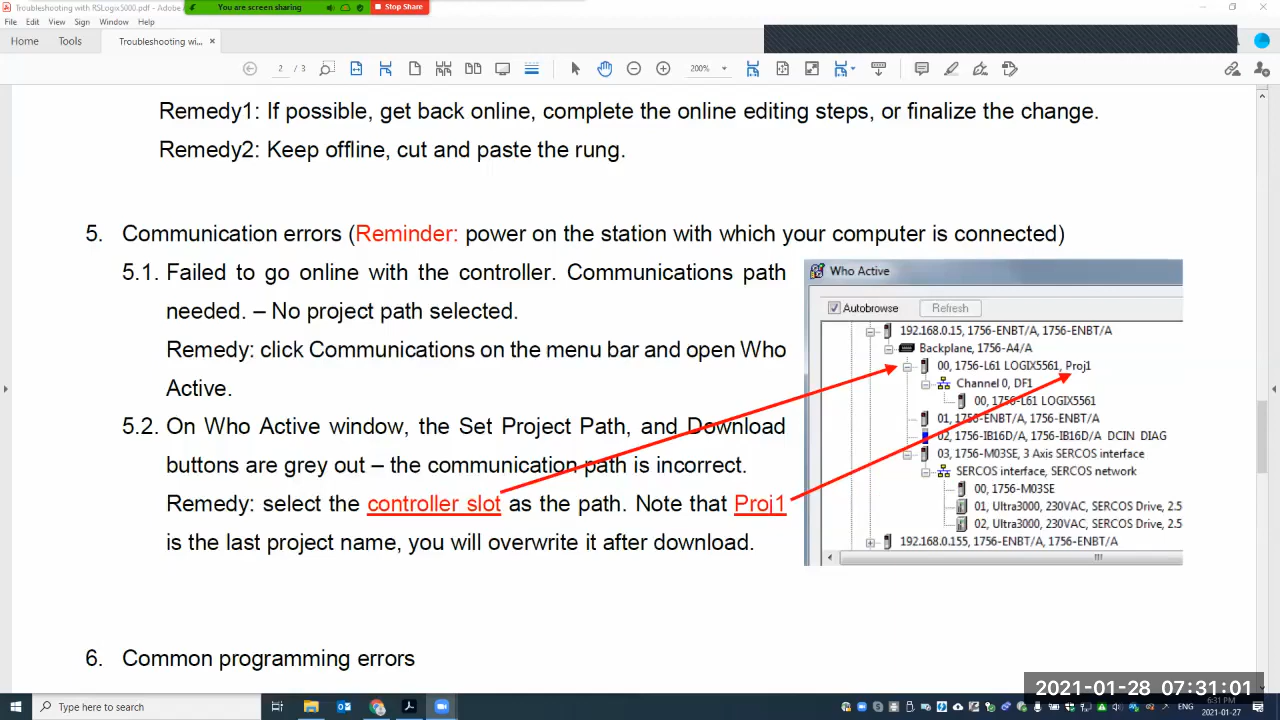 Troubleshooting with RSLogix5000.pdf - Adobe
You are screen sharing
Stop Share
File Edit View Sign Window Help
Home Tools Troubleshooting wi... ×
2 / 3 200%
Remedy1: If possible, get back online, complete the online editing steps, or finalize the change.
Remedy2: Keep offline, cut and paste the rung.
5. Communication errors (Reminder: power on the station with which your computer is connected)
5.1. Failed to go online with the controller. Communications path
needed. – No project path selected.
Remedy: click Communications on the menu bar and open Who
Active.
5.2. On Who Active window, the Set Project Path, and Download
buttons are grey out – the communication path is incorrect.
Remedy: select the controller slot as the path. Note that Proj1
is the last project name, you will overwrite it after download.
Who Active
Autobrowse Refresh
192.168.0.15, 1756-ENBT/A, 1756-ENBT/A
Backplane, 1756-A4/A
00, 1756-L61 LOGIX5561, Proj1
Channel 0, DF1
00, 1756-L61 LOGIX5561
01, 1756-ENBT/A, 1756-ENBT/A
02, 1756-IB16D/A, 1756-IB16D/A DCIN DIAG
03, 1756-M03SE, 3 Axis SERCOS interface
SERCOS interface, SERCOS network
00, 1756-M03SE
01, Ultra3000, 230VAC, SERCOS Drive, 2.5
02, Ultra3000, 230VAC, SERCOS Drive, 2.5
192.168.0.155, 1756-ENBT/A, 1756-ENBT/A
6. Common programming errors
2021-01-28 07:31:01
Type here to search
ENG
6:31 PM
2021-01-27